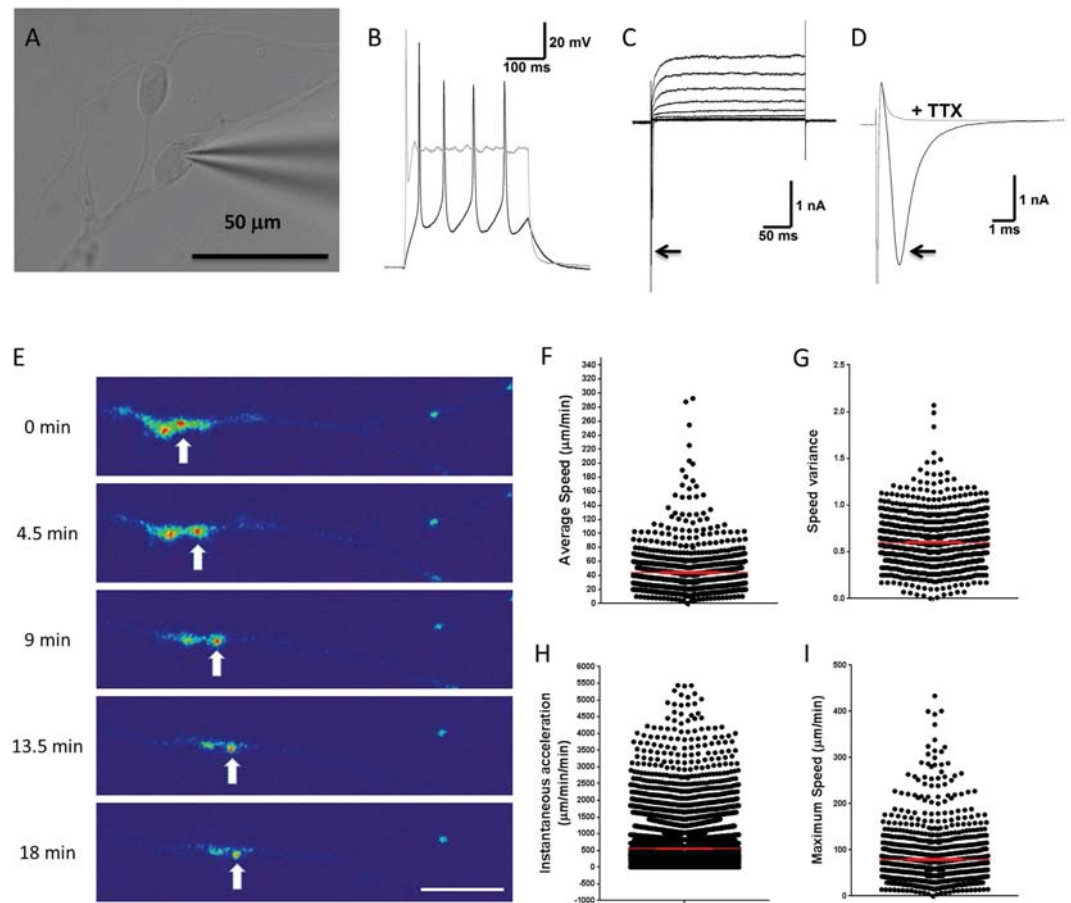 A
50 µm
B
20 mV
100 ms
C
1 nA
50 ms
D
+ TTX
1 nA
1 ms
E
0 min
4.5 min
9 min
13.5 min
18 min
F
Average Speed (µm/min)
340
320
300
280
260
240
220
200
180
160
140
120
100
80
60
40
20
0
G
Speed variance
2.5
2.0
1.5
1.0
0.5
0.0
H
Instantaneous acceleration
(µm/min/min)
6000
5500
5000
4500
4000
3500
3000
2500
2000
1500
1000
500
0
-500
-1000
I
Maximum Speed (µm/min)
500
400
300
200
100
0